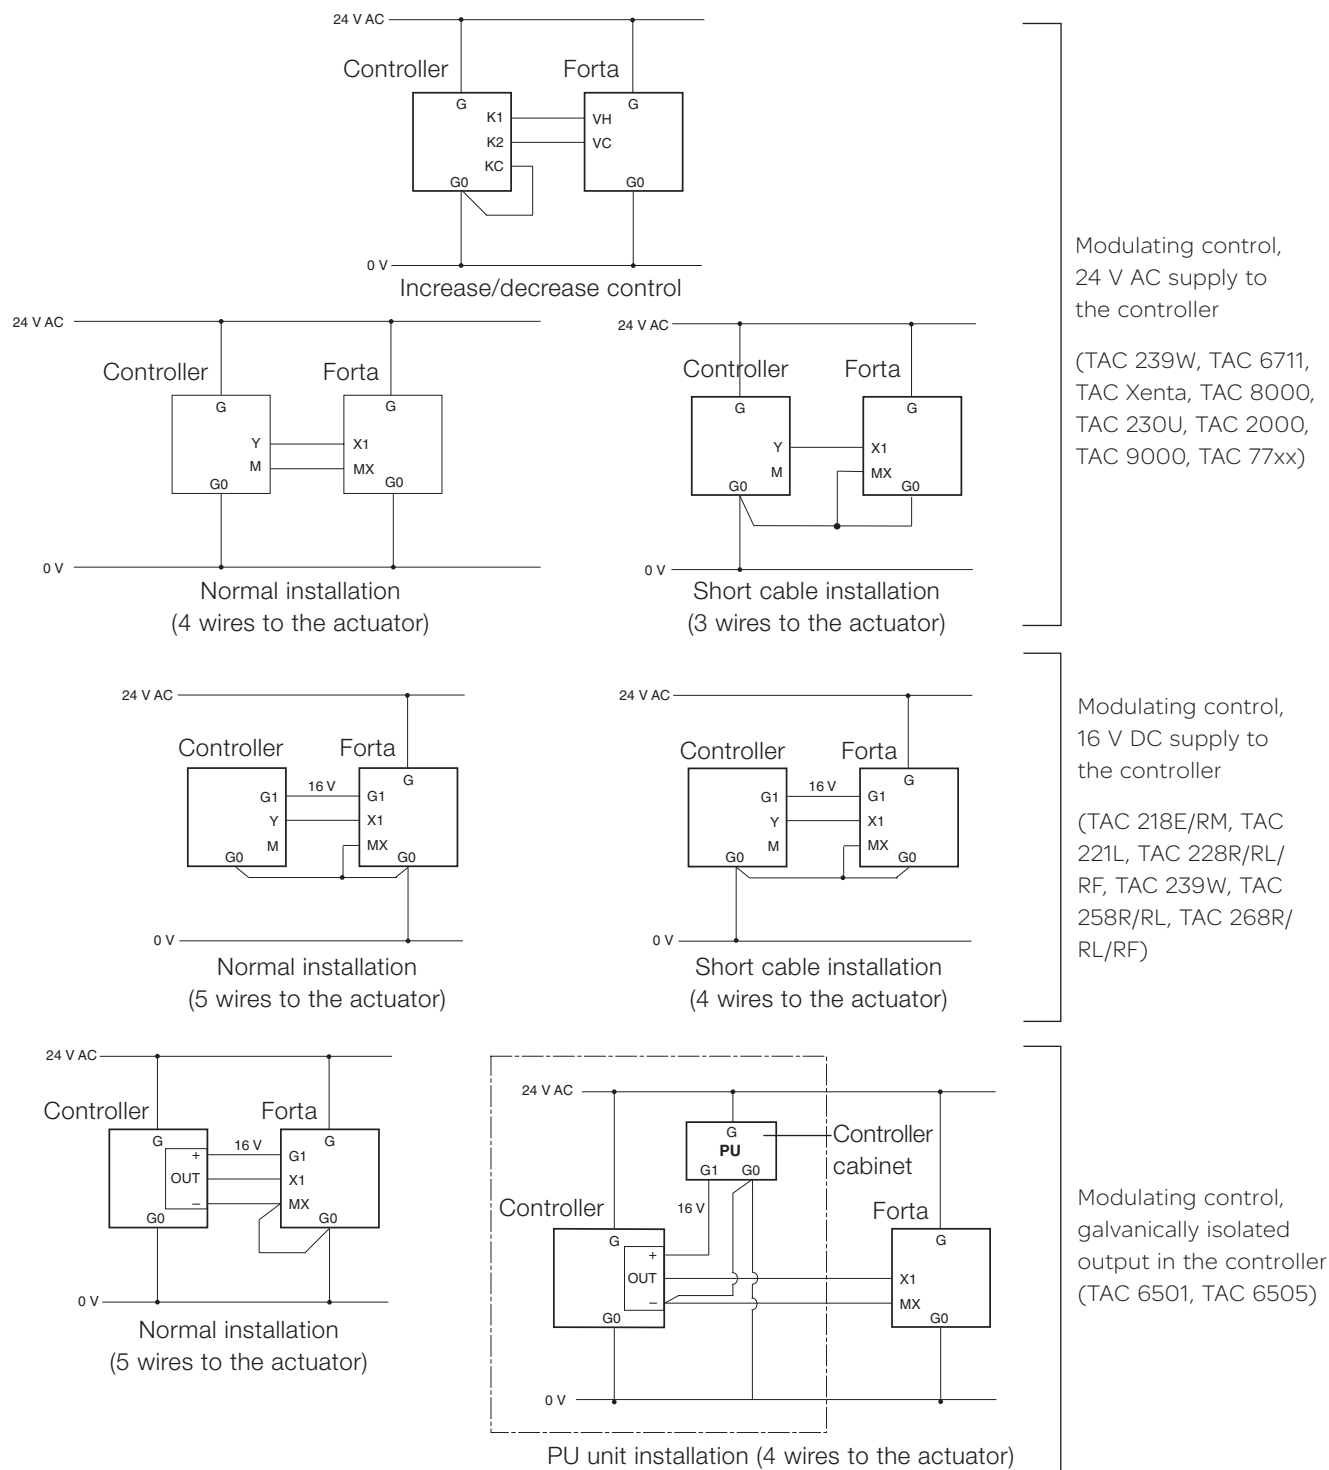 24 V AC
Controller
Forta
G
G
K1
VH
K2
VC
KC
G0
G0
0 V
Increase/decrease control
24 V AC
Controller
Forta
G
G
Y
X1
M
MX
G0
G0
0 V
Normal installation
(4 wires to the actuator)
24 V AC
Controller
Forta
G
G
Y
X1
M
MX
G0
G0
0 V
Short cable installation
(3 wires to the actuator)
Modulating control,
24 V AC supply to
the controller
(TAC 239W, TAC 6711,
TAC Xenta, TAC 8000,
TAC 230U, TAC 2000,
TAC 9000, TAC 77xx)
24 V AC
Controller
Forta
G
G1
16 V
G1
Y
X1
M
MX
G0
G0
0 V
Normal installation
(5 wires to the actuator)
24 V AC
Controller
Forta
G
G1
16 V
G1
Y
X1
M
MX
G0
G0
0 V
Short cable installation
(4 wires to the actuator)
Modulating control,
16 V DC supply to
the controller
(TAC 218E/RM, TAC
221L, TAC 228R/RL/
RF, TAC 239W, TAC
258R/RL, TAC 268R/
RL/RF)
24 V AC
Controller
Forta
G
G
+
16 V
G1
OUT
X1
–
MX
G0
G0
0 V
Normal installation
(5 wires to the actuator)
24 V AC
G
PU
G1 G0
Controller
cabinet
16 V
Controller
Forta
G
G
+
OUT
X1
–
MX
G0
G0
0 V
PU unit installation (4 wires to the actuator)
Modulating control,
galvanically isolated
output in the controller
(TAC 6501, TAC 6505)